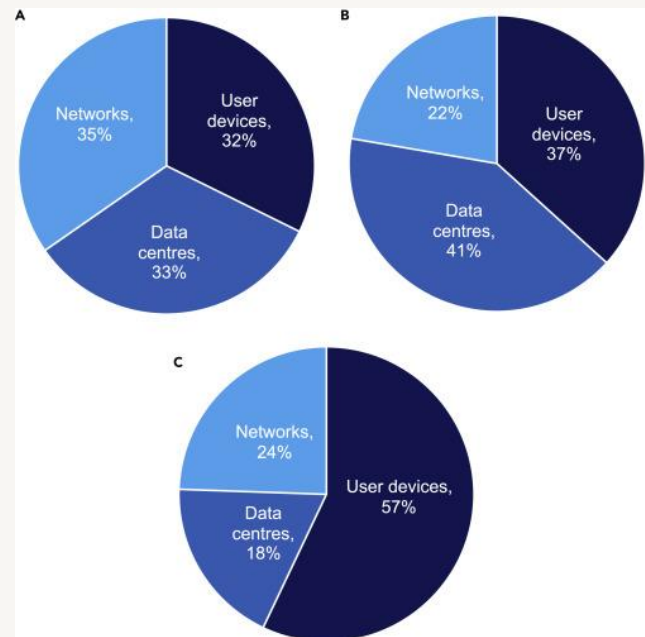 A
Networks,
35%
User
devices,
32%
Data
centres,
33%
B
Networks,
22%
User
devices,
37%
Data
centres,
41%
C
Networks,
24%
User devices,
57%
Data
centres,
18%